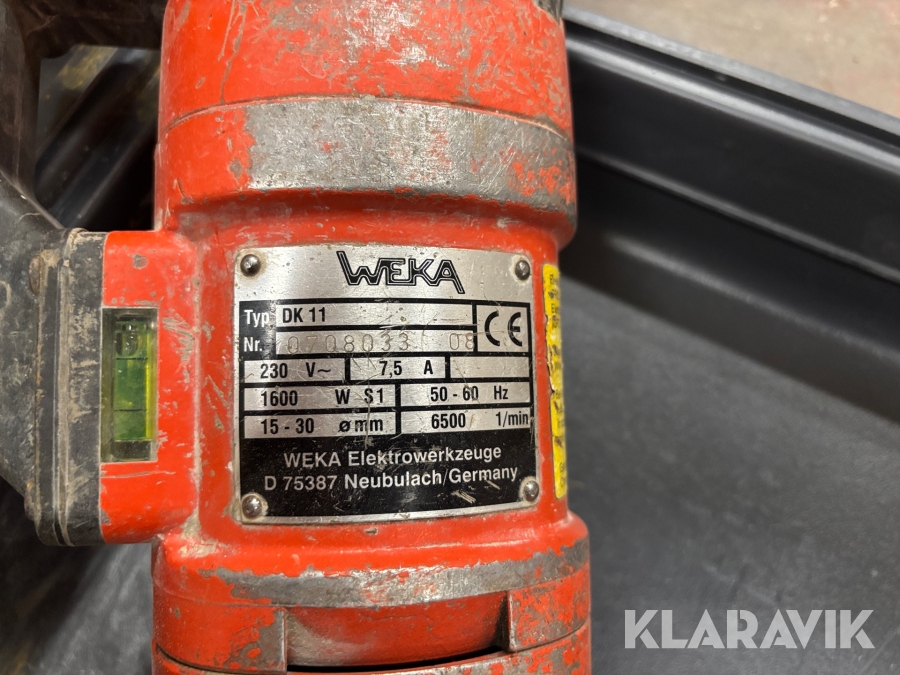 WEKA
Typ DK 11
CE
Nr. 0708033 08
230 V~ 7,5 A
1600 W S1 50 - 60 Hz
15 - 30 ømm 6500 1/min
WEKA Elektrowerkzeuge
D 75387 Neubulach/Germany
KLARAVIK